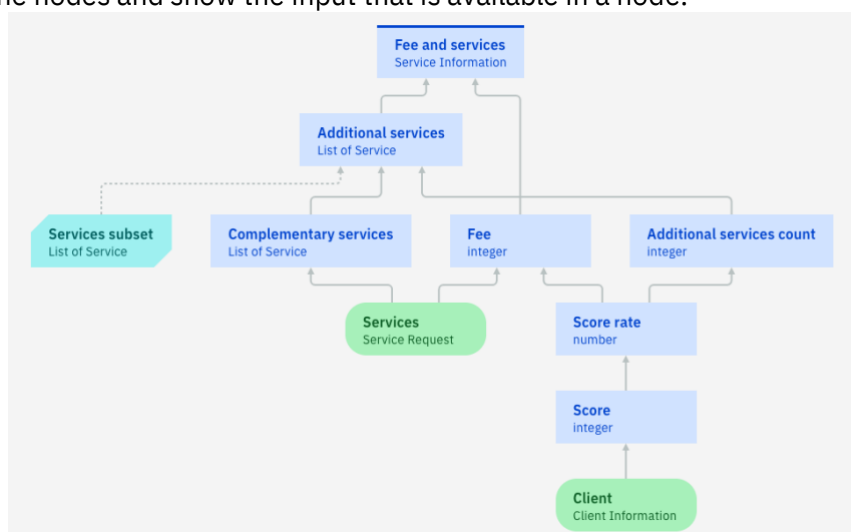 he nodes and show the input that is available in a node.
Fee and services
Service Information
Additional services
List of Service
Services subset
List of Service
Complementary services
List of Service
Fee
integer
Additional services count
integer
Services
Service Request
Score rate
number
Score
integer
Client
Client Information